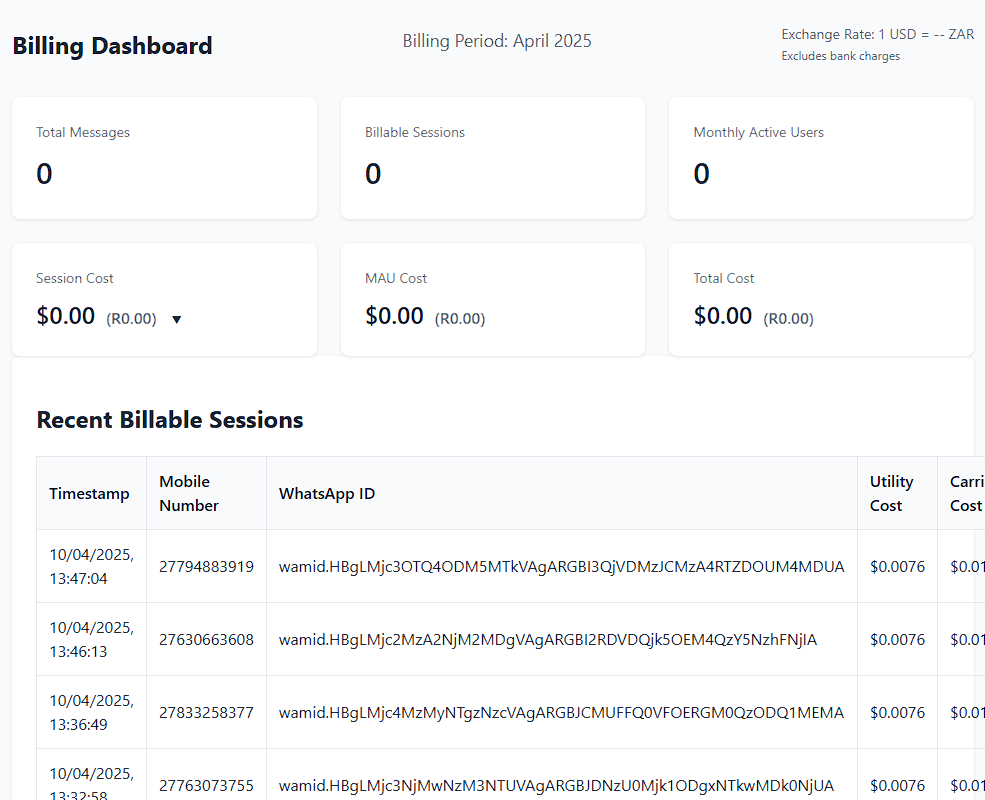 Billing Dashboard
Billing Period: April 2025
Exchange Rate: 1 USD = -- ZAR
Excludes bank charges
Total Messages
0
Billable Sessions
0
Monthly Active Users
0
Session Cost
$0.00 (R0.00) ▼
MAU Cost
$0.00 (R0.00)
Total Cost
$0.00 (R0.00)
Recent Billable Sessions
Timestamp
Mobile
Number
WhatsApp ID
Utility
Cost
Carri
Cost
10/04/2025,
13:47:04
27794883919
wamid.HBgLMjc3OTQ4ODM5MTkVAgARGBI3QjVDMzJCMzA4RTZDOUM4MDUA
$0.0076
$0.01
10/04/2025,
13:46:13
27630663608
wamid.HBgLMjc2MzA2NjM2MDgVAgARGBI2RDVDQjk5OEM4QzY5NzhFNjIA
$0.0076
$0.01
10/04/2025,
13:36:49
27833258377
wamid.HBgLMjc4MzMyNTgzNzcVAgARGBJCMUFFQ0VFOERGM0QzODQ1MEMA
$0.0076
$0.01
10/04/2025,
13:32:58
27763073755
wamid.HBgLMjc3NjMwNzM3NTUVAgARGBJDNzU0Mjk1ODgxNTkwMDk0NjUA
$0.0076
$0.01